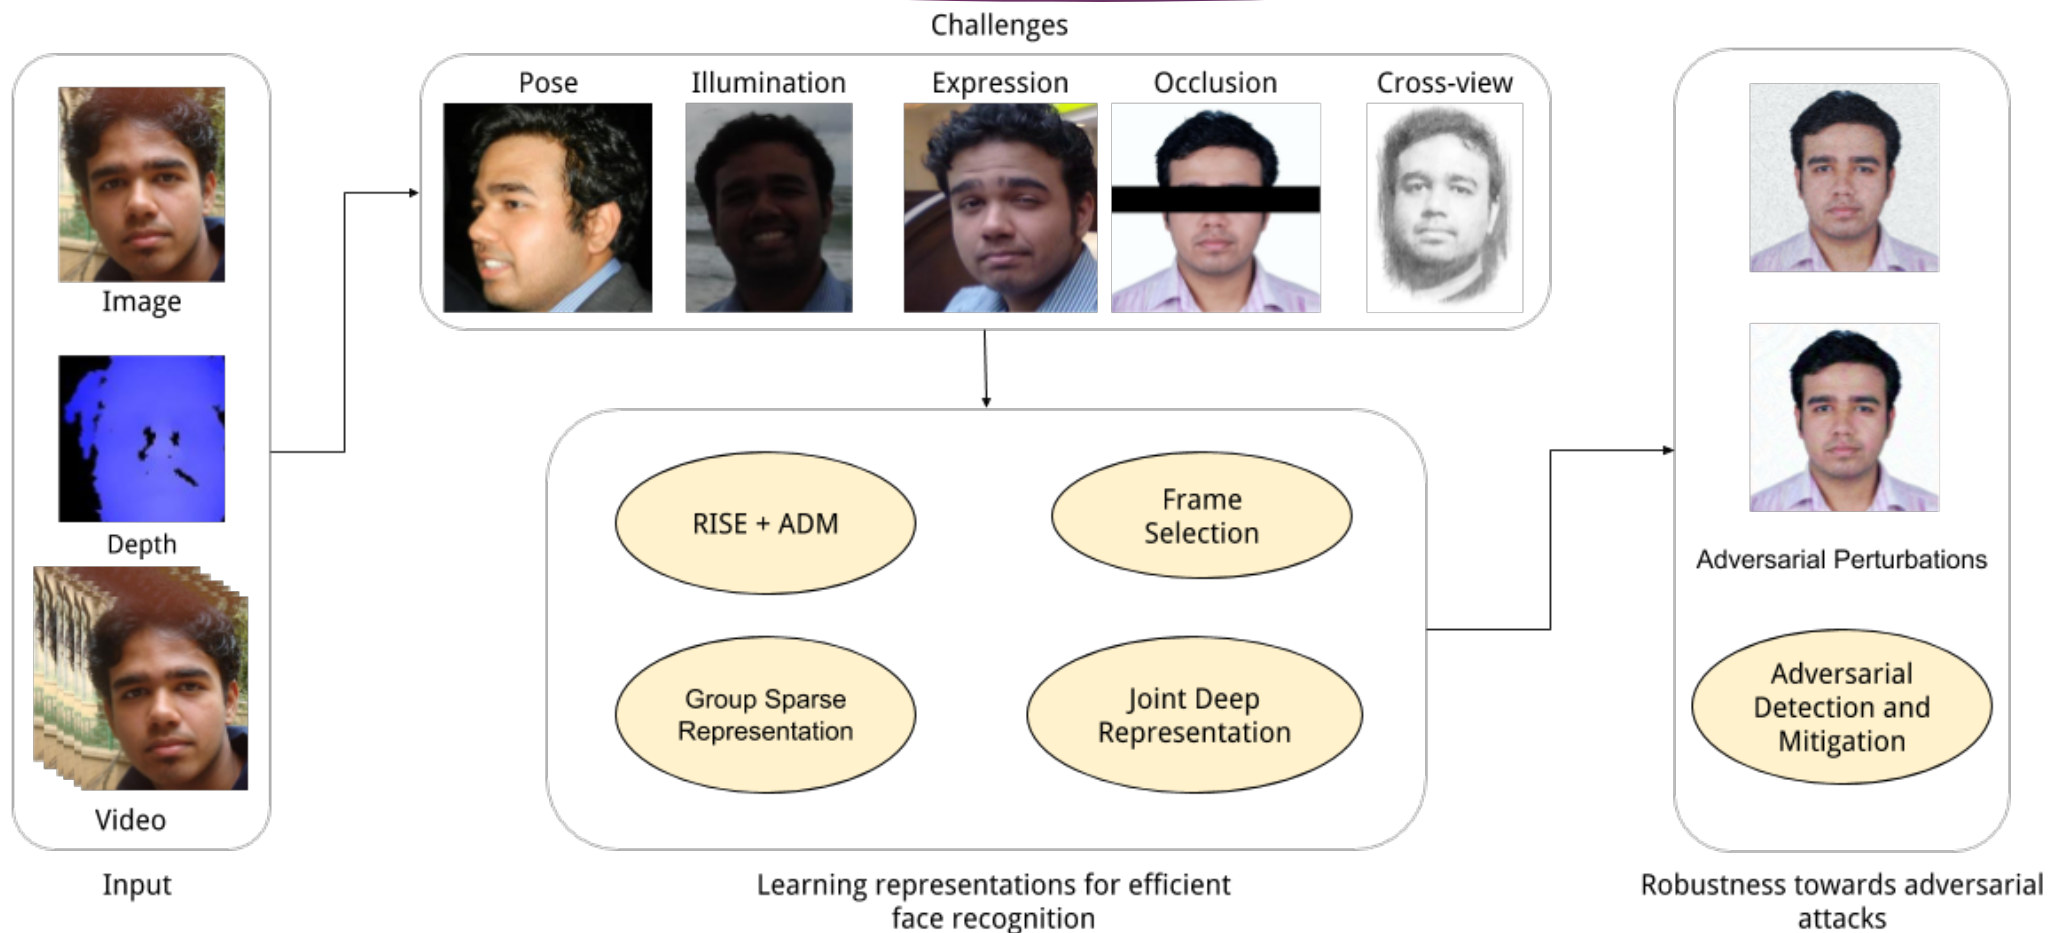 Challenges
Pose
Illumination
Expression
Occlusion
Cross-view
Image
Depth
Video
Input
RISE + ADM
Frame
Selection
Group Sparse
Representation
Joint Deep
Representation
Learning representations for efficient
face recognition
Adversarial Perturbations
Adversarial
Detection and
Mitigation
Robustness towards adversarial
attacks